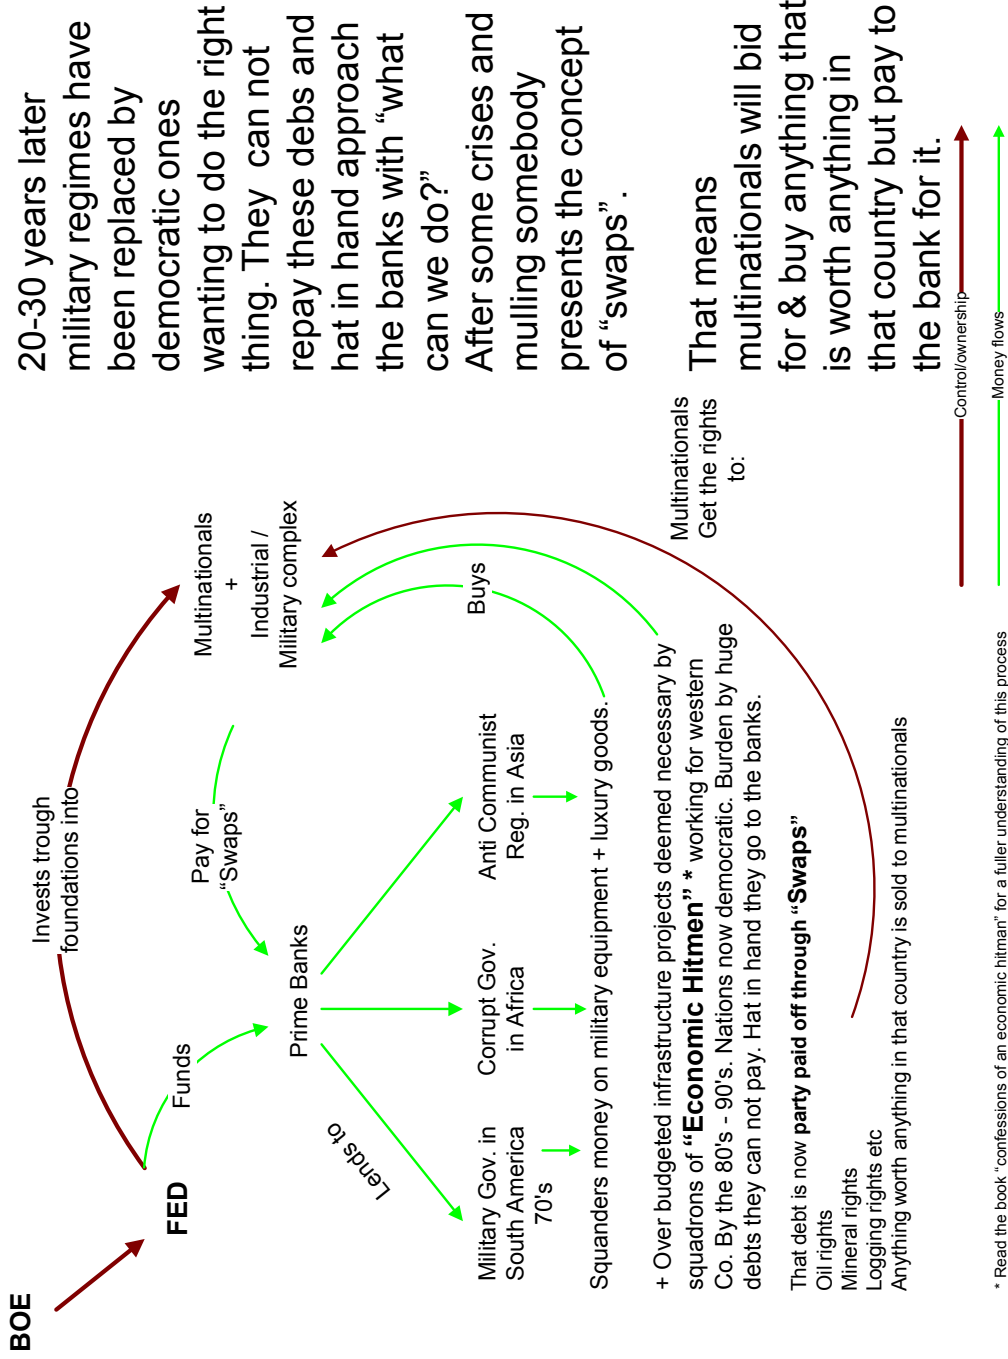 BOE
FED
Invests trough
foundations into
Funds
Pay for
“Swaps”
Multinationals
+
Industrial /
Military complex
Prime Banks
Lends to
Military Gov. in
South America
70's
Corrupt Gov.
in Africa
Anti Communist
Reg. in Asia
Buys
Squanders money on military equipment + luxury goods.
+ Over budgeted infrastructure projects deemed necessary by
squadrons of “Economic Hitmen” * working for western
Co. By the 80's - 90's. Nations now democratic. Burden by huge
debts they can not pay. Hat in hand they go to the banks.
Multinationals
Get the rights
to:
That debt is now party paid off through “Swaps”
Oil rights
Mineral rights
Logging rights etc
Anything worth anything in that country is sold to multinationals
* Read the book “confessions of an economic hitman” for a fuller understanding of this process
20-30 years later
military regimes have
been replaced by
democratic ones
wanting to do the right
thing. They can not
repay these debs and
hat in hand approach
the banks with “what
can we do?”
After some crises and
mulling somebody
presents the concept
of “swaps”.
That means
multinationals will bid
for & buy anything that
is worth anything in
that country but pay to
the bank for it.
Control/ownership
Money flows